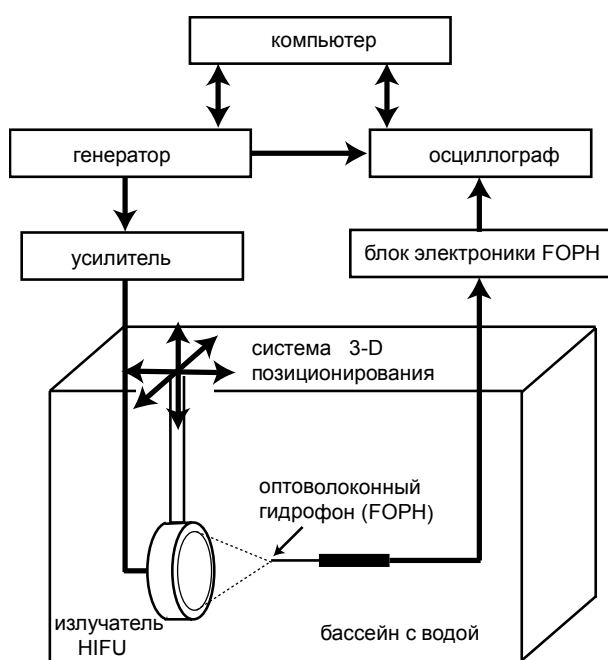 компьютер
генератор
осциллограф
усилитель
блок электроники FOPH
система 3-D
позиционирования
оптоволоконный
гидрофон (FOPH)
излучатель
HIFU
бассейн с водой